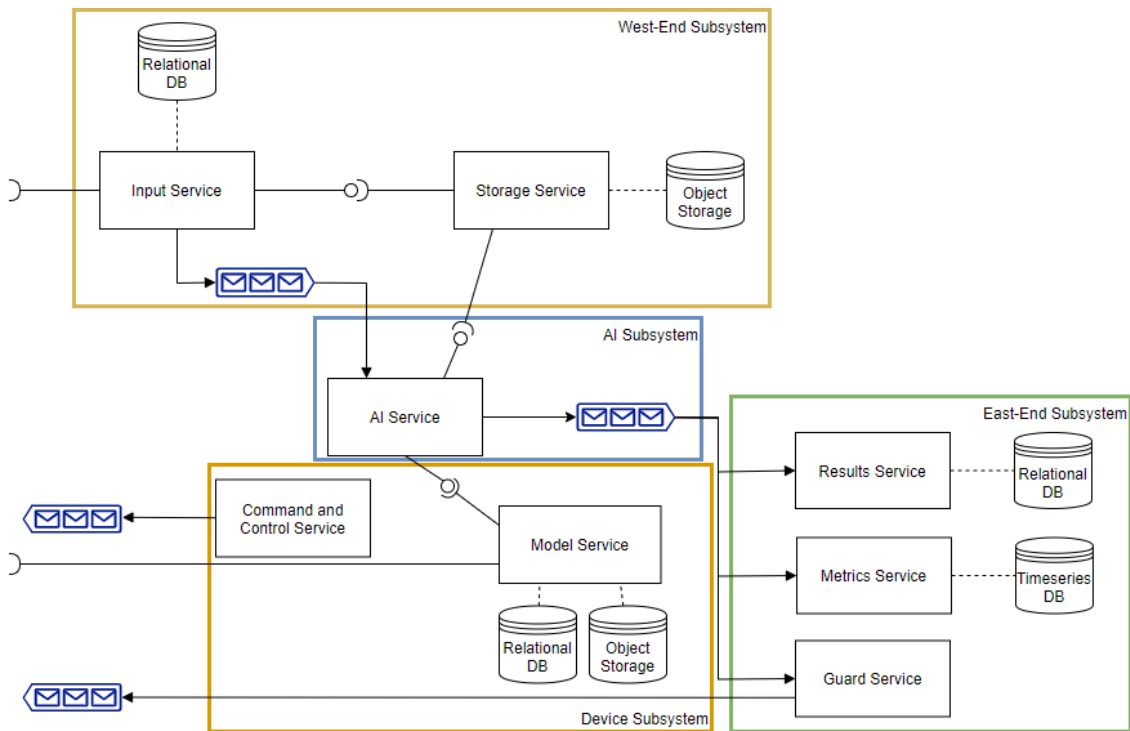 West-End Subsystem
Relational
DB
Input Service
Storage Service
Object
Storage
AI Subsystem
AI Service
East-End Subsystem
Results Service
Relational
DB
Command and
Control Service
Model Service
Metrics Service
Timeseries
DB
Relational
DB
Object
Storage
Guard Service
Device Subsystem